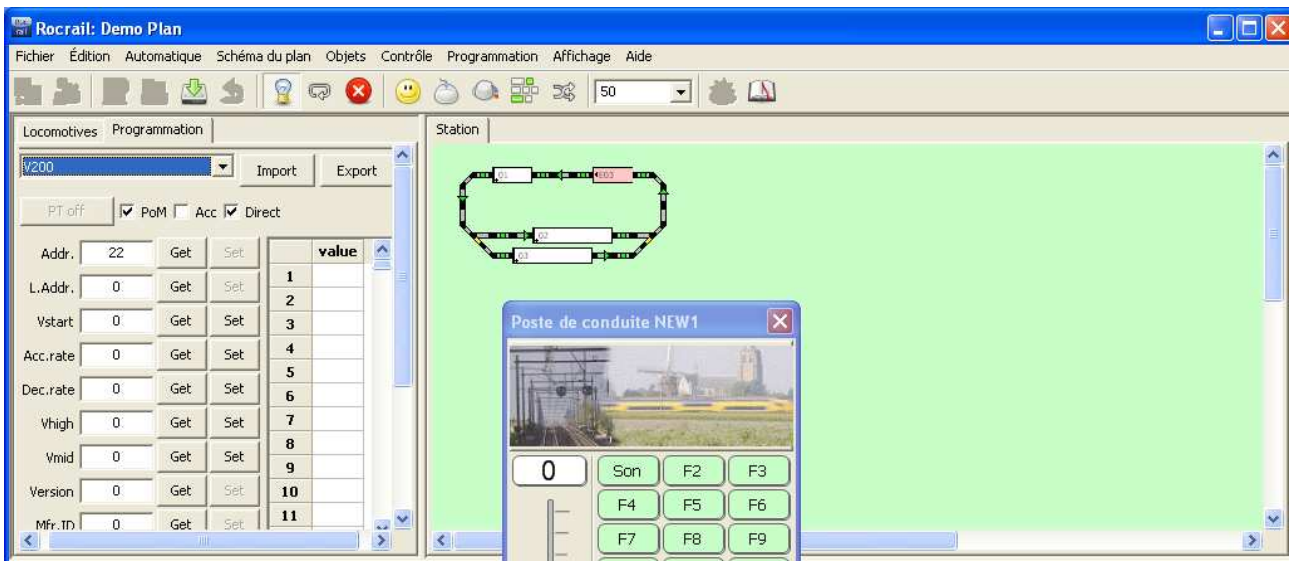 Rocrail: Demo Plan
Fichier Édition Automatique Schéma du plan Objets Contrôle Programmation Affichage Aide
50
Locomotives Programmation
Station
V200 Import Export
PT off PoM Acc Direct
Addr. 22 Get Set value
L.Addr. 0 Get Set
Vstart 0 Get Set
Acc.rate 0 Get Set
Dec.rate 0 Get Set
Vhigh 0 Get Set
Vmid 0 Get Set
Version 0 Get Set
Mfr.ID 0 Get Set
1
2
3
4
5
6
7
8
9
10
11
01
02
03
Poste de conduite NEW1
0 Son F2 F3
F4 F5 F6
F7 F8 F9